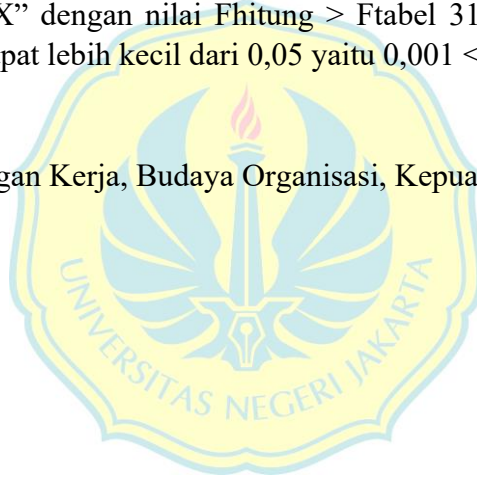 X” dengan nilai Fhitung > Ftabel 31
pat lebih kecil dari 0,05 yaitu 0,001 <
gan Kerja, Budaya Organisasi, Kepua
UNIVERSITAS NEGERI JAKARTA